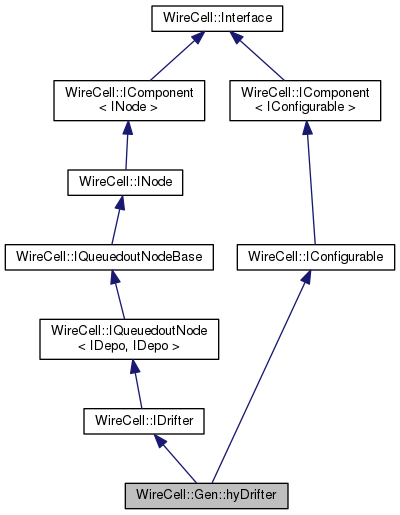 WireCell::Interface
WireCell::IComponent
< INode >
WireCell::IComponent
< IConfigurable >
WireCell::INode
WireCell::IQueuedoutNodeBase
WireCell::IConfigurable
WireCell::IQueuedoutNode
< IDepo, IDepo >
WireCell::IDrifter
WireCell::Gen::hyDrifter